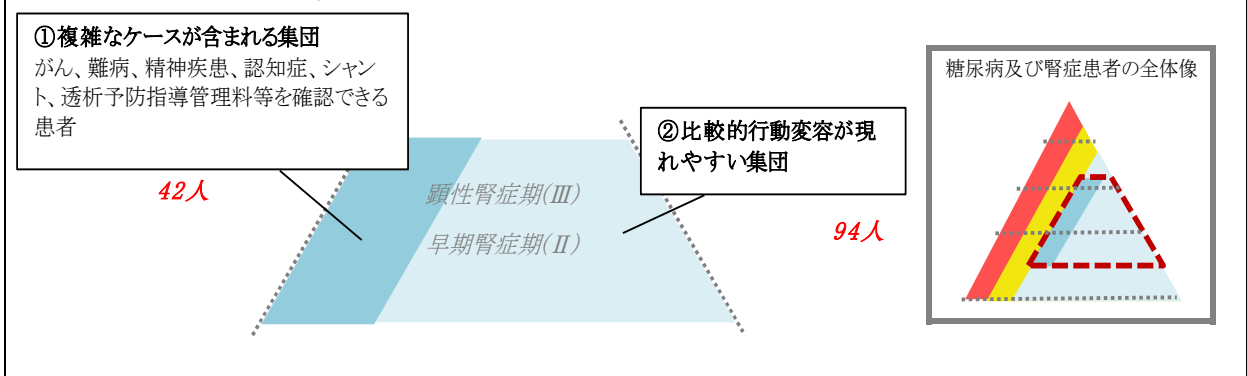 ①複雑なケースが含まれる集団
がん、難病、精神疾患、認知症、シャン
ト、透析予防指導管理料等を確認できる
患者
42人
顕性腎症期(Ⅲ)
早期腎症期(Ⅱ)
②比較的行動変容が現
れやすい集団
94人
糖尿病及び腎症患者の全体像